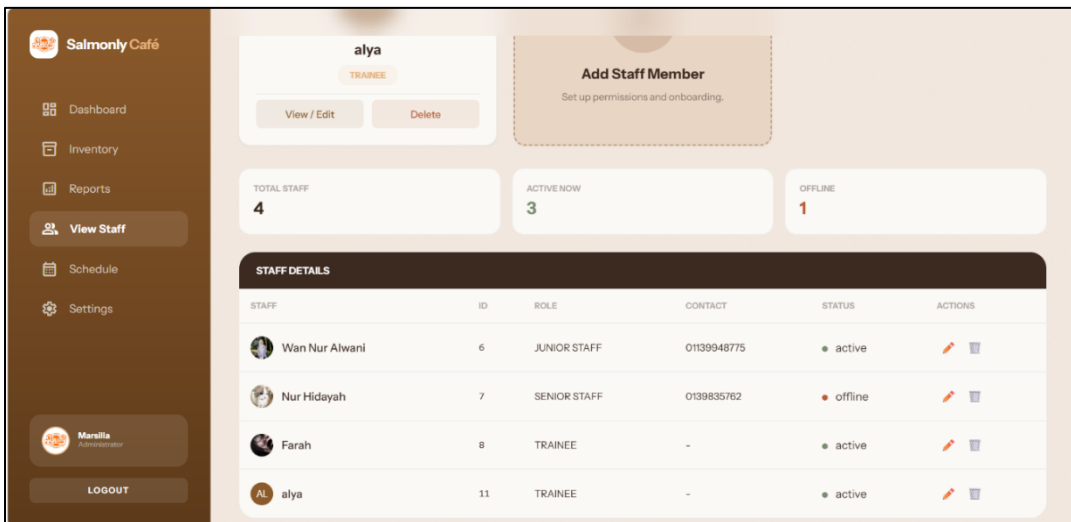 Salmonly Café
Dashboard
Inventory
Reports
View Staff
Schedule
Settings
Marsilla
Administrator
LOGOUT
alya
TRAINEE
View / Edit
Delete
Add Staff Member
Set up permissions and onboarding.
TOTAL STAFF
4
ACTIVE NOW
3
OFFLINE
1
STAFF DETAILS
STAFF ID ROLE CONTACT STATUS ACTIONS
Wan Nur Alwani 6 JUNIOR STAFF 01139948775 active
Nur Hidayah 7 SENIOR STAFF 0139835762 offline
Farah 8 TRAINEE - active
AL alya 11 TRAINEE - active